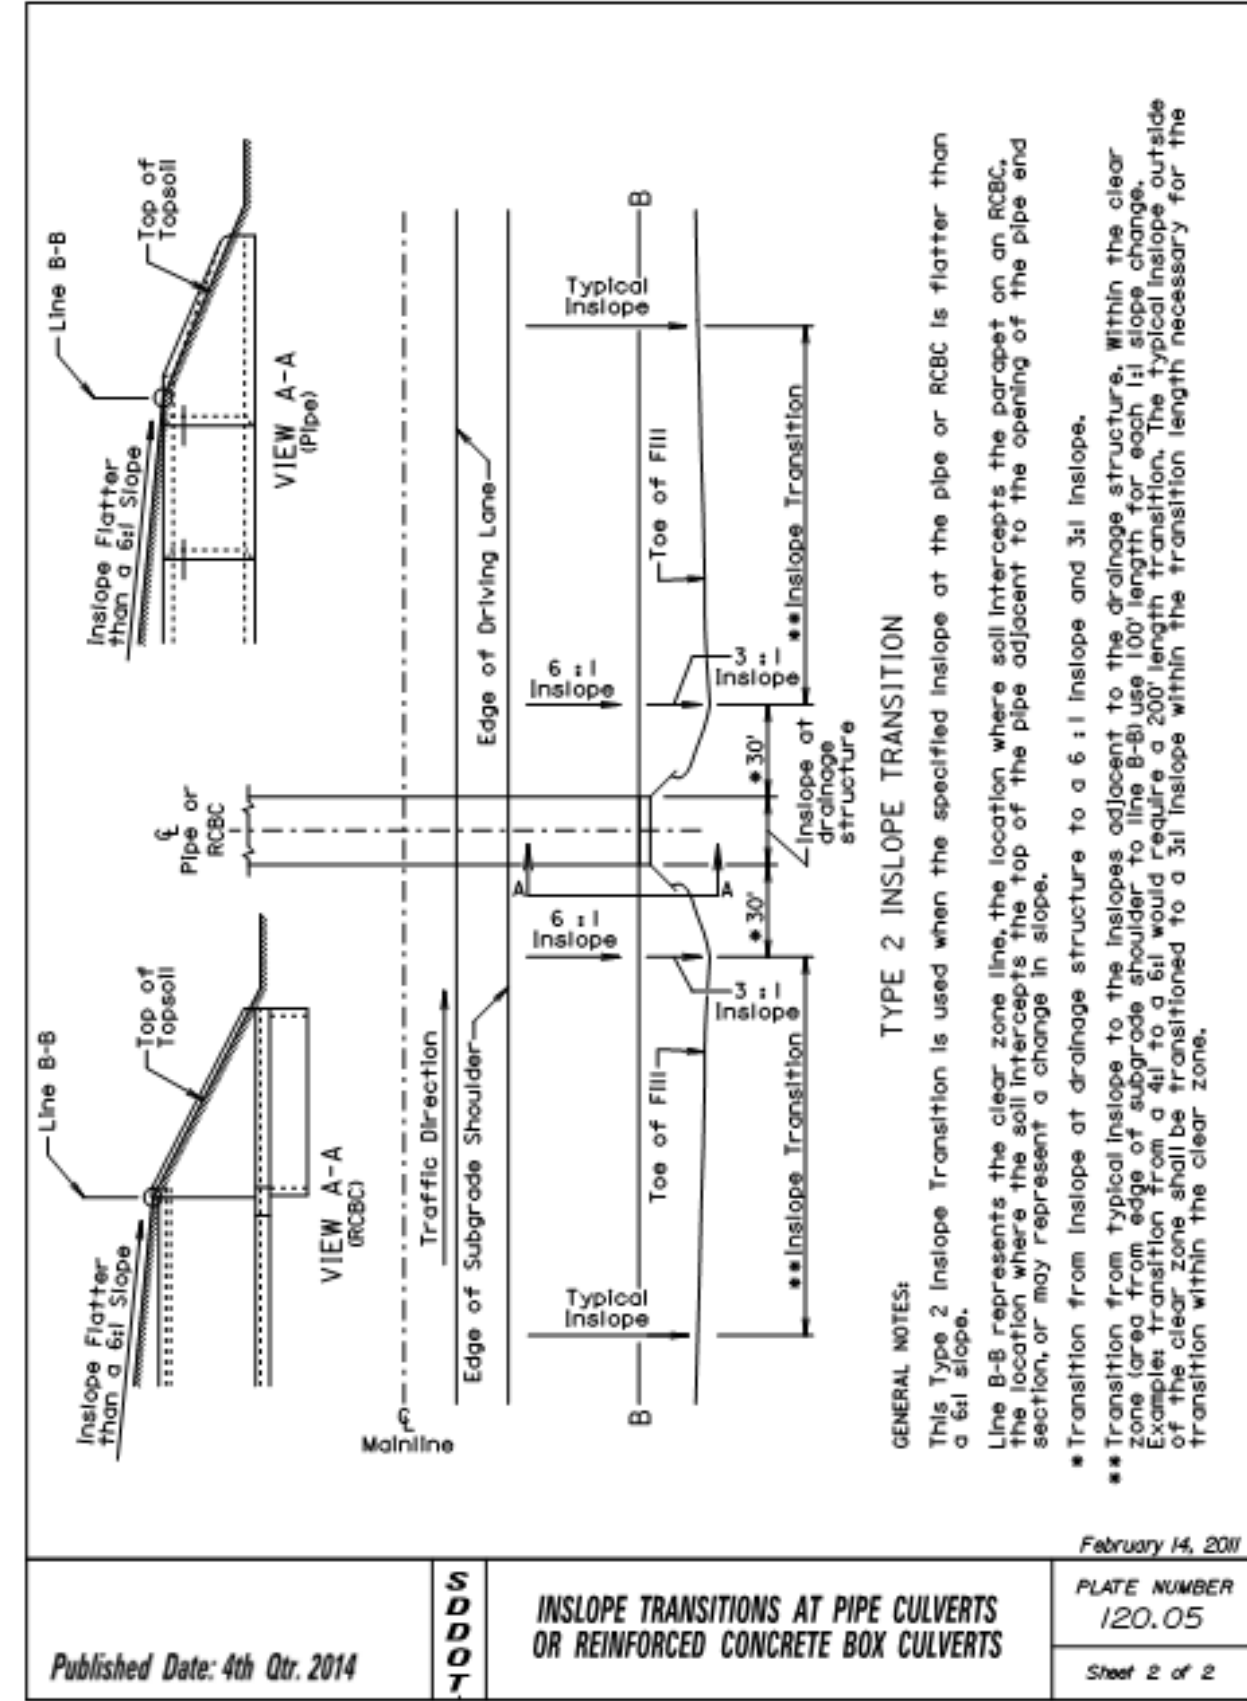 Inslope Flatter
than a 6:1 Slope
Line B-B
Top of
Topsoil
VIEW A-A
(RCBC)
℄
Pipe or
RCBC
Inslope Flatter
than a 6:1 Slope
Line B-B
Top of
Topsoil
VIEW A-A
(Pipe)
℄
Mainline
Traffic Direction
Edge of Subgrade Shoulder
Edge of Driving Lane
Typical
Inslope
6 : 1
Inslope
A
A
6 : 1
Inslope
Typical
Inslope
B
B
Toe of Fill
3 : 1
Inslope
3 : 1
Inslope
Toe of Fill
**Inslope Transition
*30'
*30'
**Inslope Transition
Inslope at
drainage
structure
TYPE 2 INSLOPE TRANSITION
GENERAL NOTES:
This Type 2 Inslope Transition is used when the specified inslope at the pipe or RCBC is flatter than
a 6:1 slope.
Line B-B represents the clear zone line, the location where soil intercepts the parapet on an RCBC,
the location where the soil intercepts the top of the pipe adjacent to the opening of the pipe end
section, or may represent a change in slope.
* Transition from inslope at drainage structure to a 6 : 1 inslope and 3:1 inslope.
** Transition from typical inslope to the inslopes adjacent to the drainage structure. Within the clear
zone (area from edge of subgrade shoulder to line B-B) use 100' length for each 1:1 slope change.
Example: transition from a 4:1 to a 6:1 would require a 200' length transition. The typical inslope outside
of the clear zone shall be transitioned to a 3:1 inslope within the transition length necessary for the
transition within the clear zone.
February 14, 2011
Published Date: 4th Qtr. 2014
SDDOT
INSLOPE TRANSITIONS AT PIPE CULVERTS
OR REINFORCED CONCRETE BOX CULVERTS
PLATE NUMBER
120.05
Sheet 2 of 2